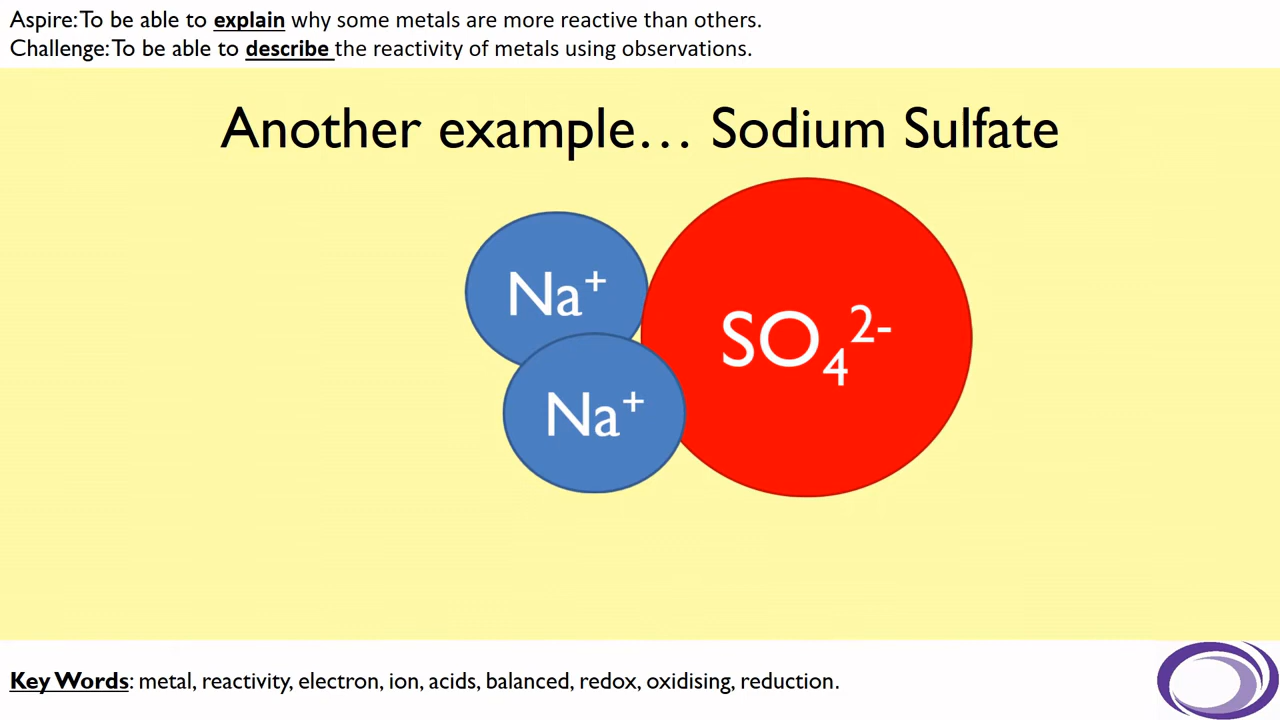 Aspire: To be able to explain why some metals are more reactive than others.
Challenge: To be able to describe the reactivity of metals using observations.
Another example… Sodium Sulfate
Na⁺
SO₄²⁻
Na⁺
Key Words: metal, reactivity, electron, ion, acids, balanced, redox, oxidising, reduction.